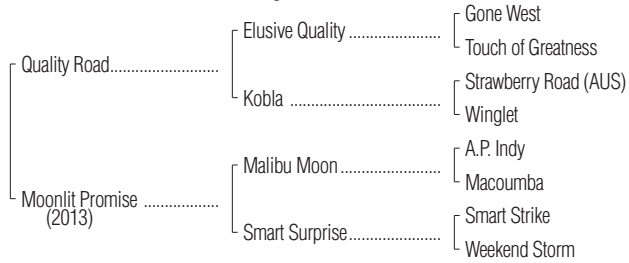 Gone West
Elusive Quality ....................
Touch of Greatness
Quality Road........................
Strawberry Road (AUS)
Kobla .................................
Winglet
A.P. Indy
Malibu Moon ......................
Macoumba
Moonlit Promise ................
(2013)
Smart Strike
Smart Surprise....................
Weekend Storm